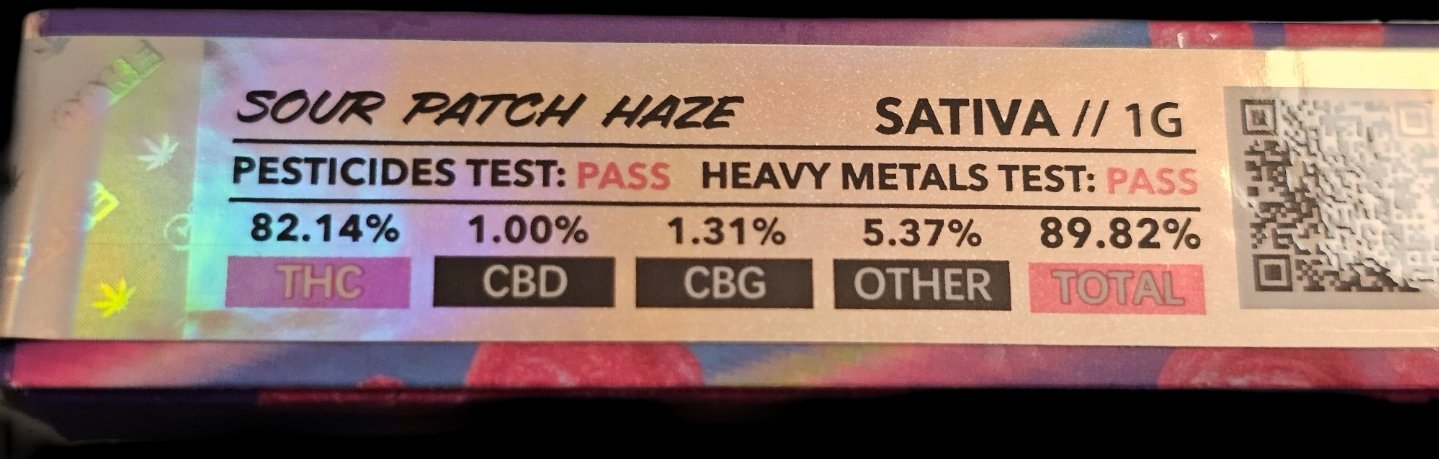 SOUR PATCH HAZE SATIVA // 1G
PESTICIDES TEST: PASS HEAVY METALS TEST: PASS
82.14% 1.00% 1.31% 5.37% 89.82%
THC CBD CBG OTHER TOTAL